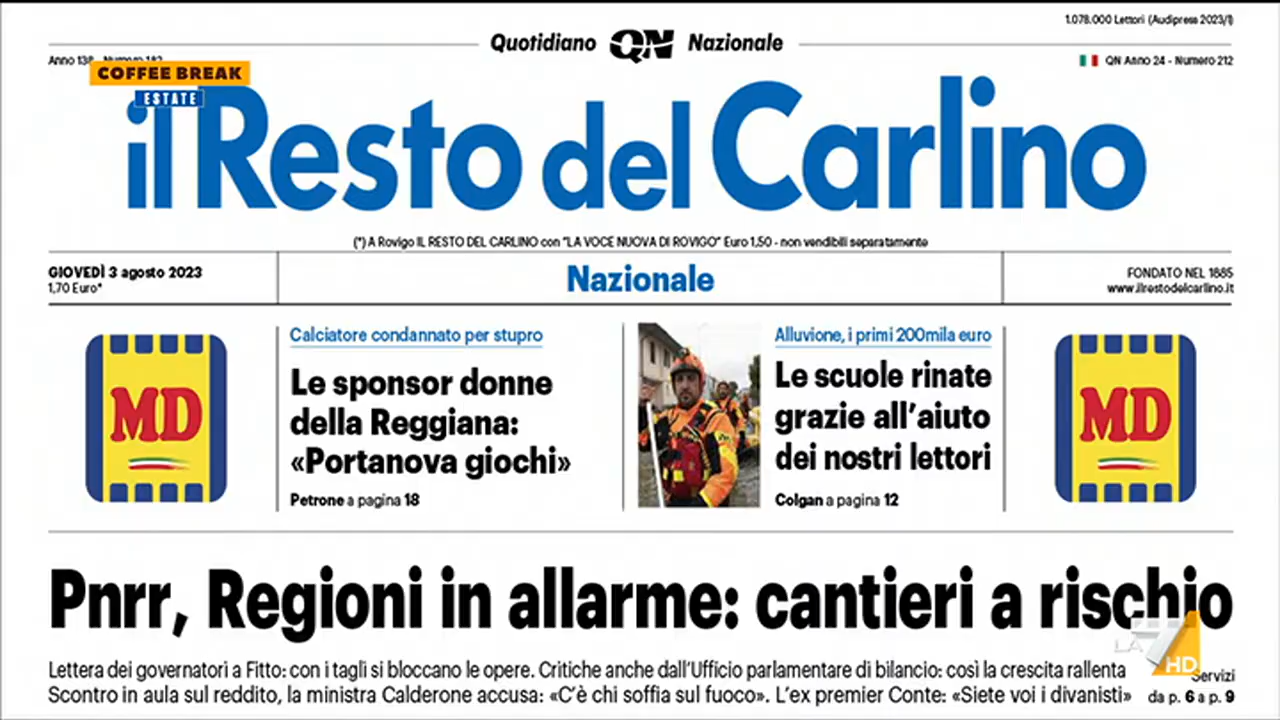 1.078.000 Lettori (Audipress 2023/I)
Quotidiano QN Nazionale
Anno 138 - Numero 182
QN Anno 24 - Numero 212
COFFEE BREAK
ESTATE
il Resto del Carlino
(*) A Rovigo IL RESTO DEL CARLINO con "LA VOCE NUOVA DI ROVIGO" Euro 1,50 - non vendibili separatamente
GIOVEDÌ 3 agosto 2023
1,70 Euro*
Nazionale
FONDATO NEL 1885
www.ilrestodelcarlino.it
MD
Calciatore condannato per stupro
Le sponsor donne
della Reggiana:
«Portanova giochi»
Petrone a pagina 18
Alluvione, i primi 200mila euro
Le scuole rinate
grazie all'aiuto
dei nostri lettori
Colgan a pagina 12
MD
Pnrr, Regioni in allarme: cantieri a rischio
Lettera dei governatori a Fitto: con i tagli si bloccano le opere. Critiche anche dall'Ufficio parlamentare di bilancio: così la crescita rallenta
Scontro in aula sul reddito, la ministra Calderone accusa: «C'è chi soffia sul fuoco». L'ex premier Conte: «Siete voi i divanisti»
Servizi
da p. 6 a p. 9
LA7 HD